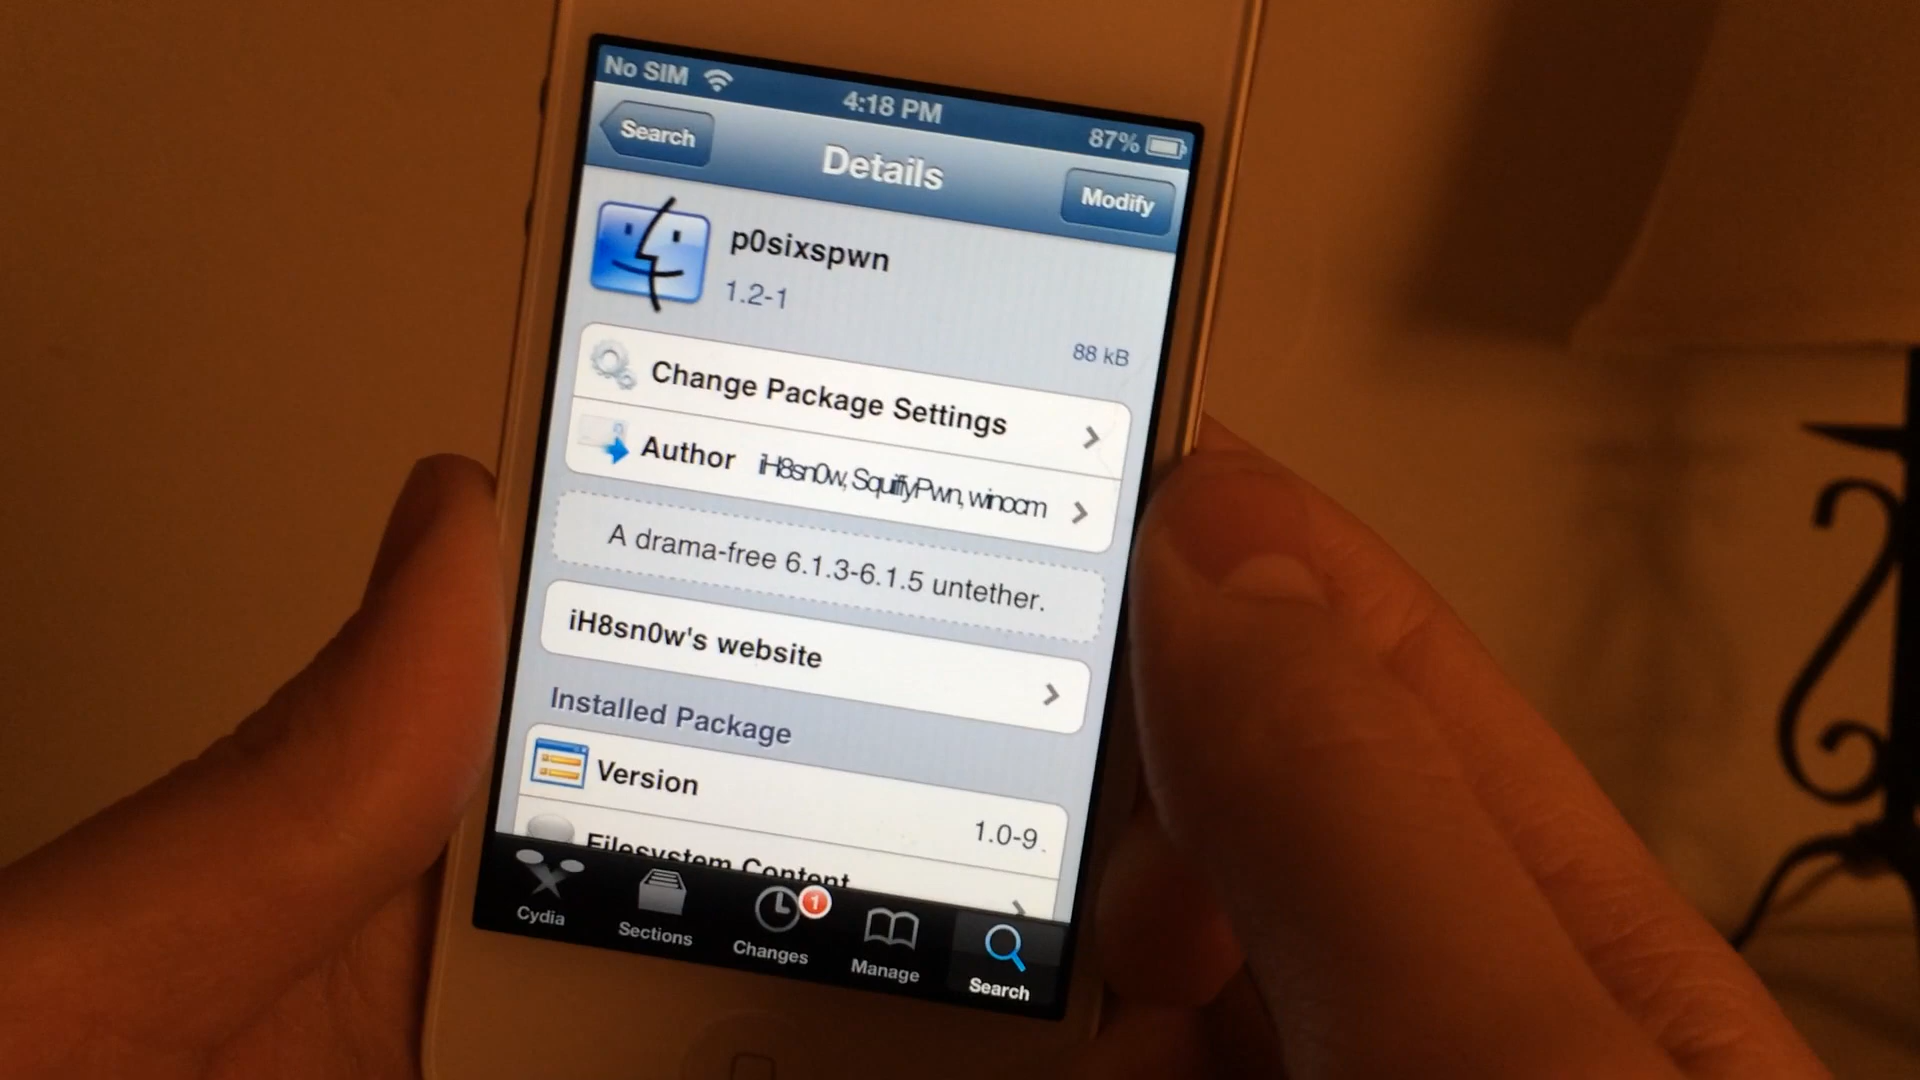 No SIM
4:18 PM
87%
Search
Details
Modify
p0sixspwn
1.2-1
88 kB
Change Package Settings
Author iH8sn0w, SquiffyPwn, winocm
A drama-free 6.1.3-6.1.5 untether.
iH8sn0w's website
Installed Package
Version 1.0-9
Filesystem Content
Cydia
Sections
Changes 1
Manage
Search